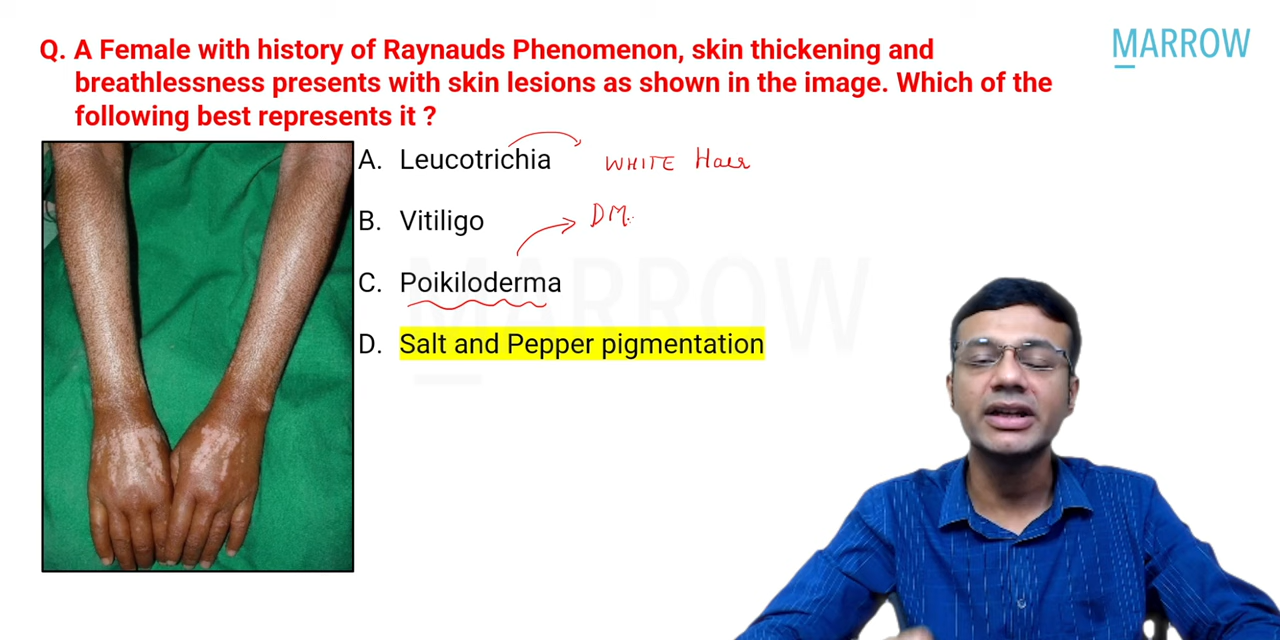 Q. A Female with history of Raynauds Phenomenon, skin thickening and
breathlessness presents with skin lesions as shown in the image. Which of the
following best represents it ?
MARROW
A. Leucotrichia
WHITE Hair
B. Vitiligo
DM..
C. Poikiloderma
MARROW
D. Salt and Pepper pigmentation